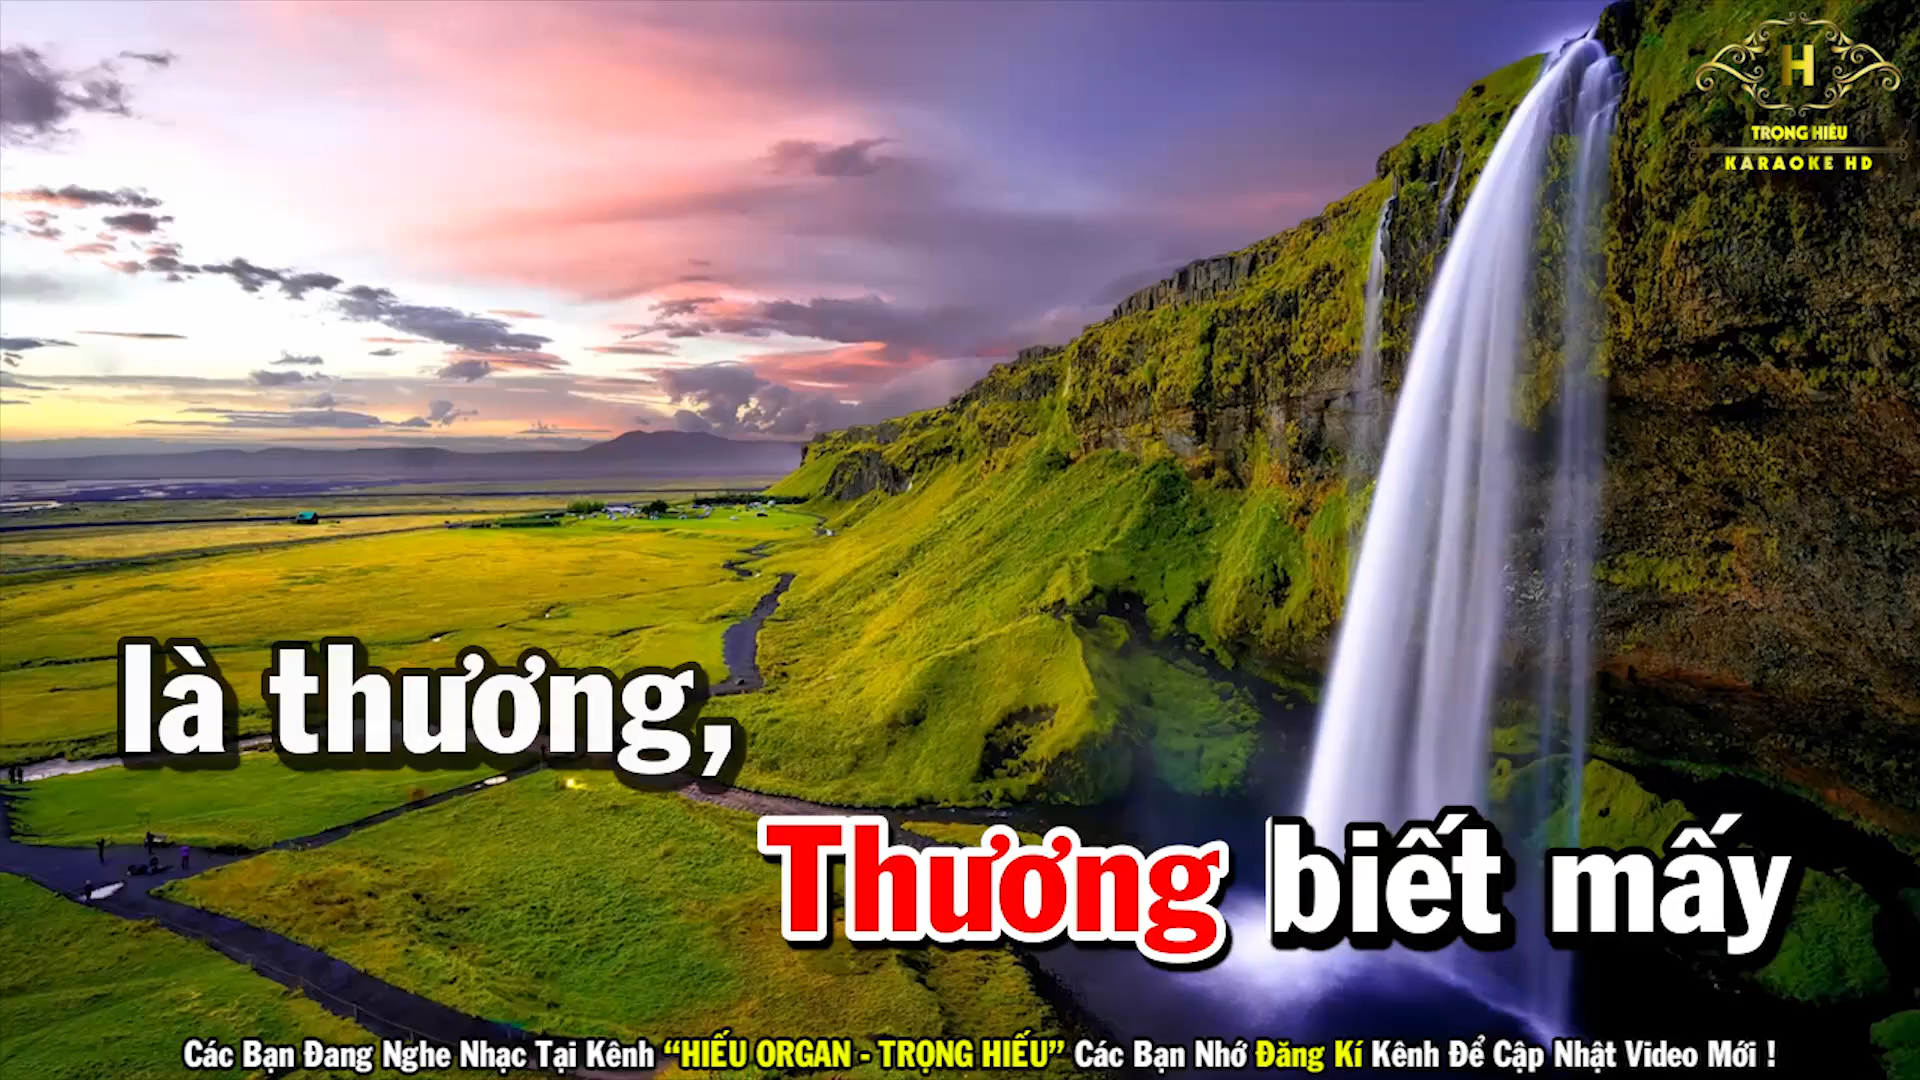 H
TRỌNG HIẾU
KARAOKE HD
là thương,
Thương biết mấy
Các Bạn Đang Nghe Nhạc Tại Kênh “HIẾU ORGAN - TRỌNG HIẾU” Các Bạn Nhớ Đăng Kí Kênh Để Cập Nhật Video Mới !